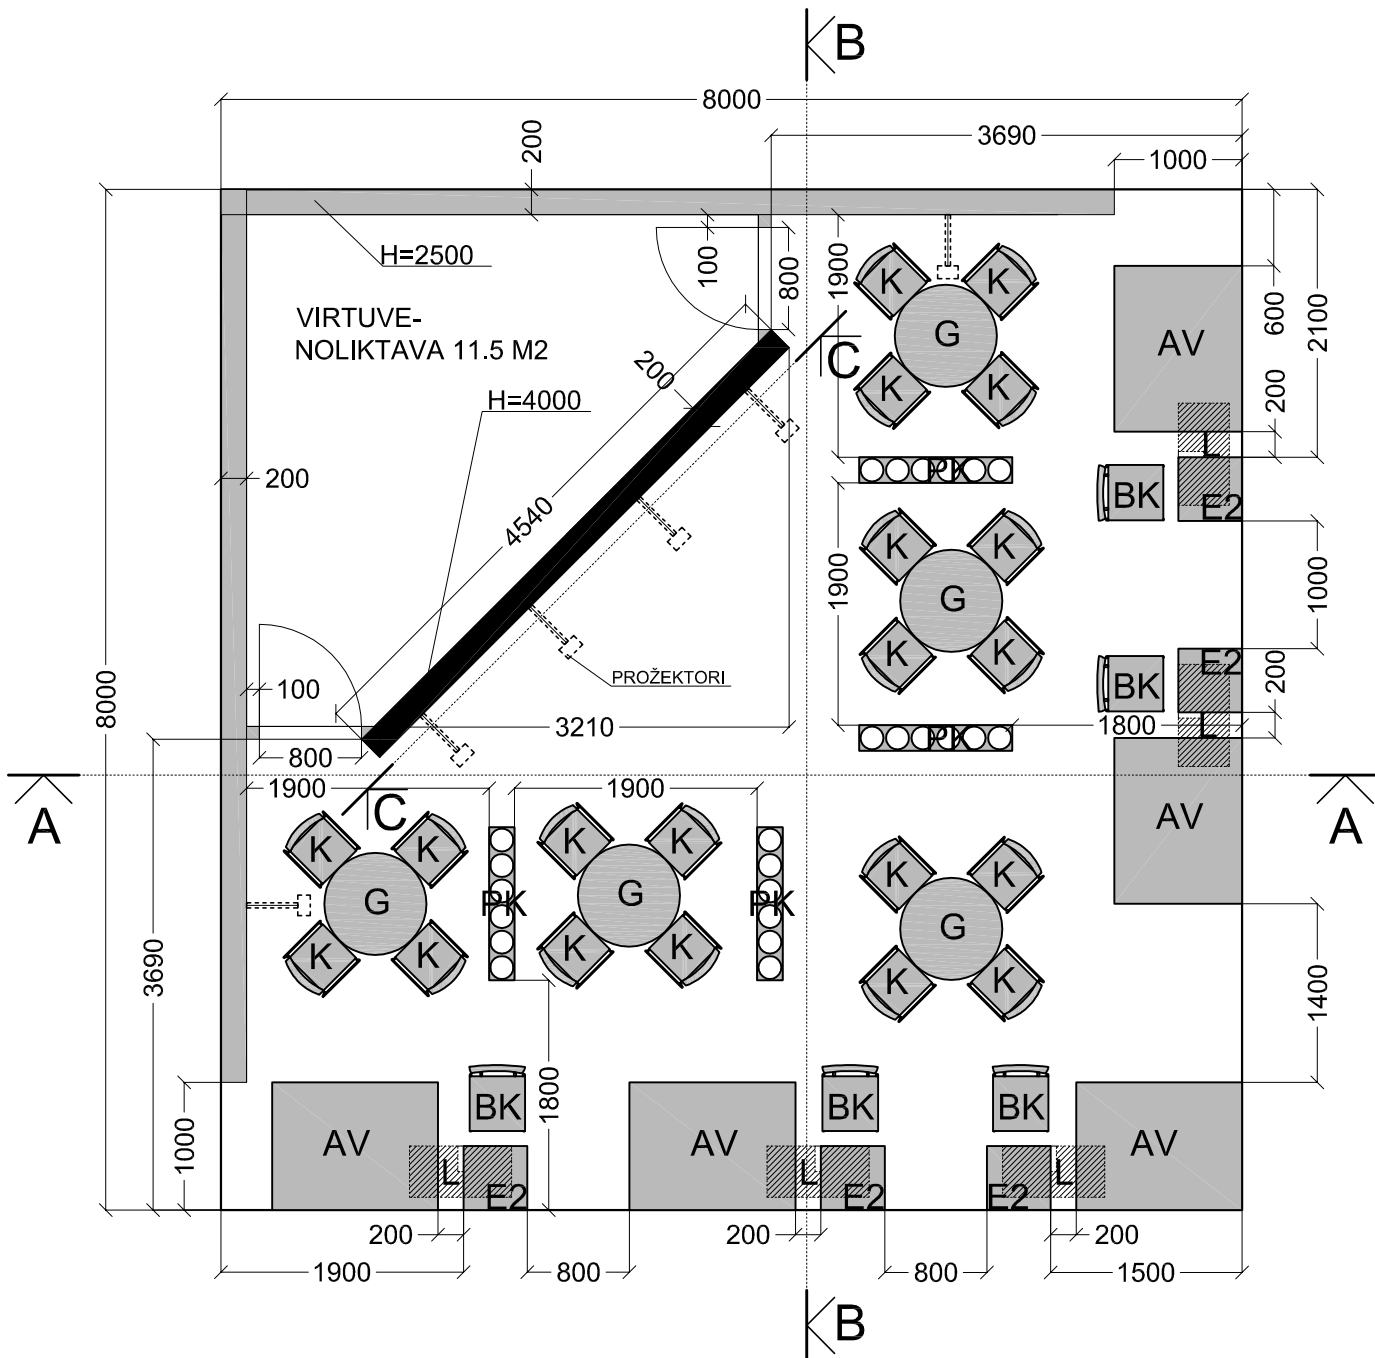 B
8000
3690
1000
200
H=2500
100
800
1900
600
2100
VIRTUVE-
NOLIKTAVA 11.5 M2
K
K
G
K
K
AV
C
200
H=4000
200
L
PK
BK
E2
200
4540
K
K
G
K
K
1900
1000
PROŽEKTORI
E2
BK
200
8000
100
3210
1800
L
PK
800
A
1900
C
1900
AV
A
K
K
G
K
K
PK
K
K
G
K
K
PK
K
K
G
K
K
3690
1400
1000
1800
AV
BK
L
E2
AV
BK
L
E2
BK
E2
L
AV
200
200
200
1900
800
800
1500
B